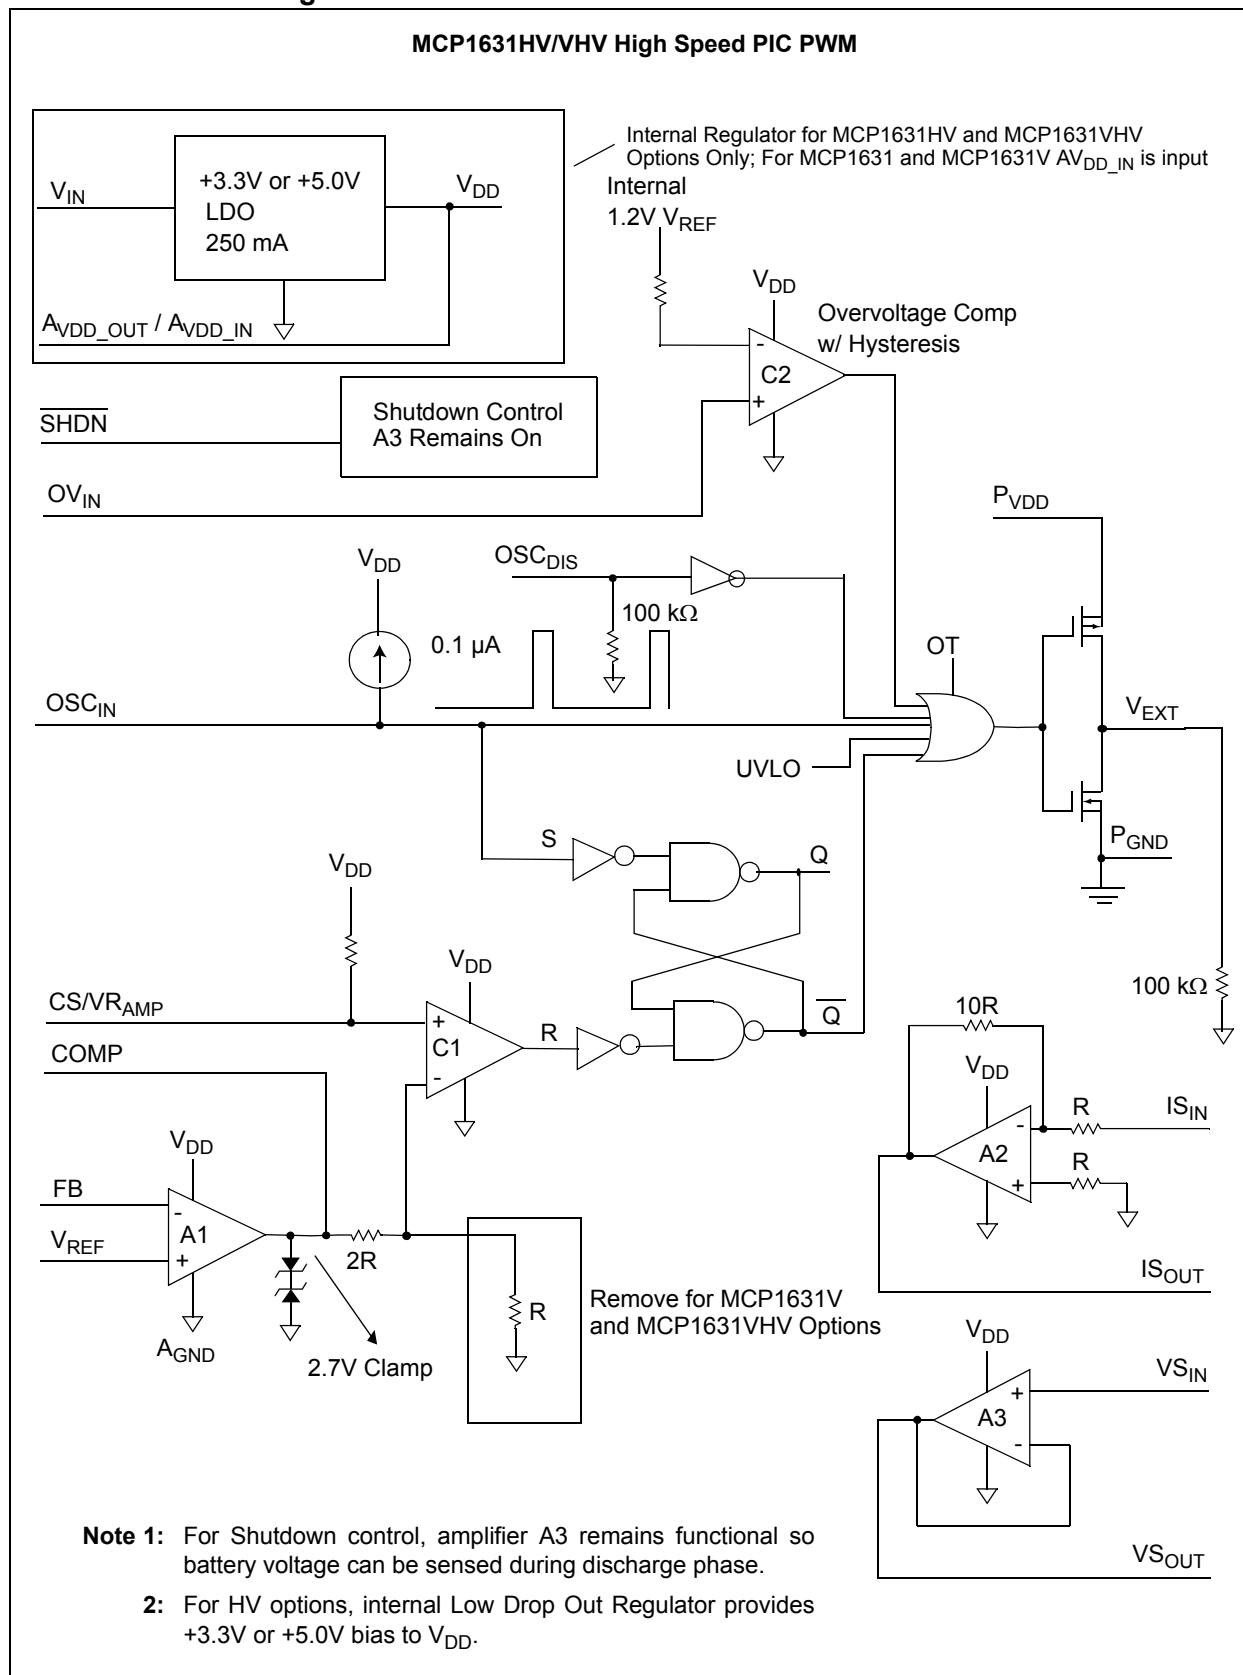 MCP1631HV/VHV High Speed PIC PWM
Internal Regulator for MCP1631HV and MCP1631VHV
Options Only; For MCP1631 and MCP1631V AV_DD_IN is input
V_IN
+3.3V or +5.0V
LDO
250 mA
V_DD
A_VDD_OUT / A_VDD_IN
Internal
1.2V V_REF
V_DD
Overvoltage Comp
w/ Hysteresis
-
C2
+
SHDN
Shutdown Control
A3 Remains On
OV_IN
P_VDD
V_DD
OSC_DIS
100 kΩ
0.1 µA
OT
OSC_IN
V_EXT
UVLO
S
Q
P_GND
V_DD
V_DD
CS/VR_AMP
+
C1
-
R
Q
100 kΩ
COMP
10R
V_DD
R
IS_IN
-
A2
R
+
V_DD
FB
-
A1
V_REF
+
2R
IS_OUT
R
Remove for MCP1631V
and MCP1631VHV Options
A_GND
2.7V Clamp
V_DD
VS_IN
+
A3
-
VS_OUT
Note 1: For Shutdown control, amplifier A3 remains functional so
battery voltage can be sensed during discharge phase.
2: For HV options, internal Low Drop Out Regulator provides
+3.3V or +5.0V bias to V_DD.